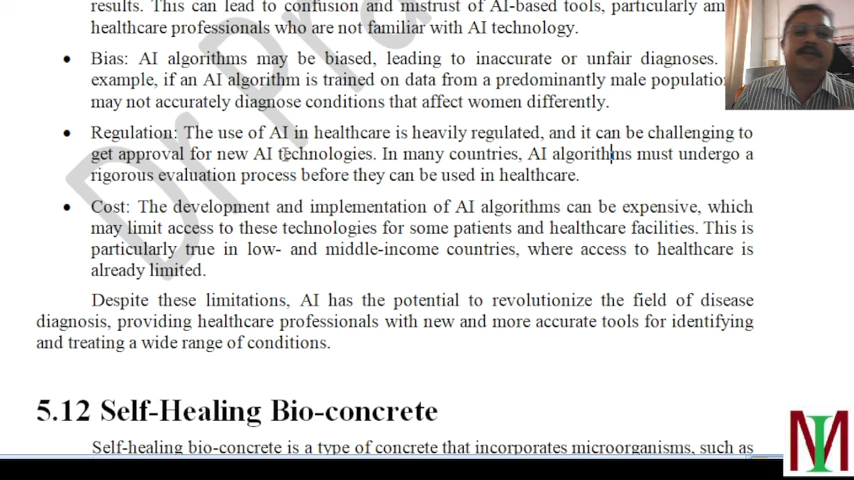 results. This can lead to confusion and mistrust of AI-based tools, particularly am
healthcare professionals who are not familiar with AI technology.
• Bias: AI algorithms may be biased, leading to inaccurate or unfair diagnoses.
example, if an AI algorithm is trained on data from a predominantly male population
may not accurately diagnose conditions that affect women differently.
• Regulation: The use of AI in healthcare is heavily regulated, and it can be challenging to
get approval for new AI technologies. In many countries, AI algorithms must undergo a
rigorous evaluation process before they can be used in healthcare.
• Cost: The development and implementation of AI algorithms can be expensive, which
may limit access to these technologies for some patients and healthcare facilities. This is
particularly true in low- and middle-income countries, where access to healthcare is
already limited.
Despite these limitations, AI has the potential to revolutionize the field of disease
diagnosis, providing healthcare professionals with new and more accurate tools for identifying
and treating a wide range of conditions.
5.12 Self-Healing Bio-concrete
Self-healing bio-concrete is a type of concrete that incorporates microorganisms, such as
Dr Pra
MI